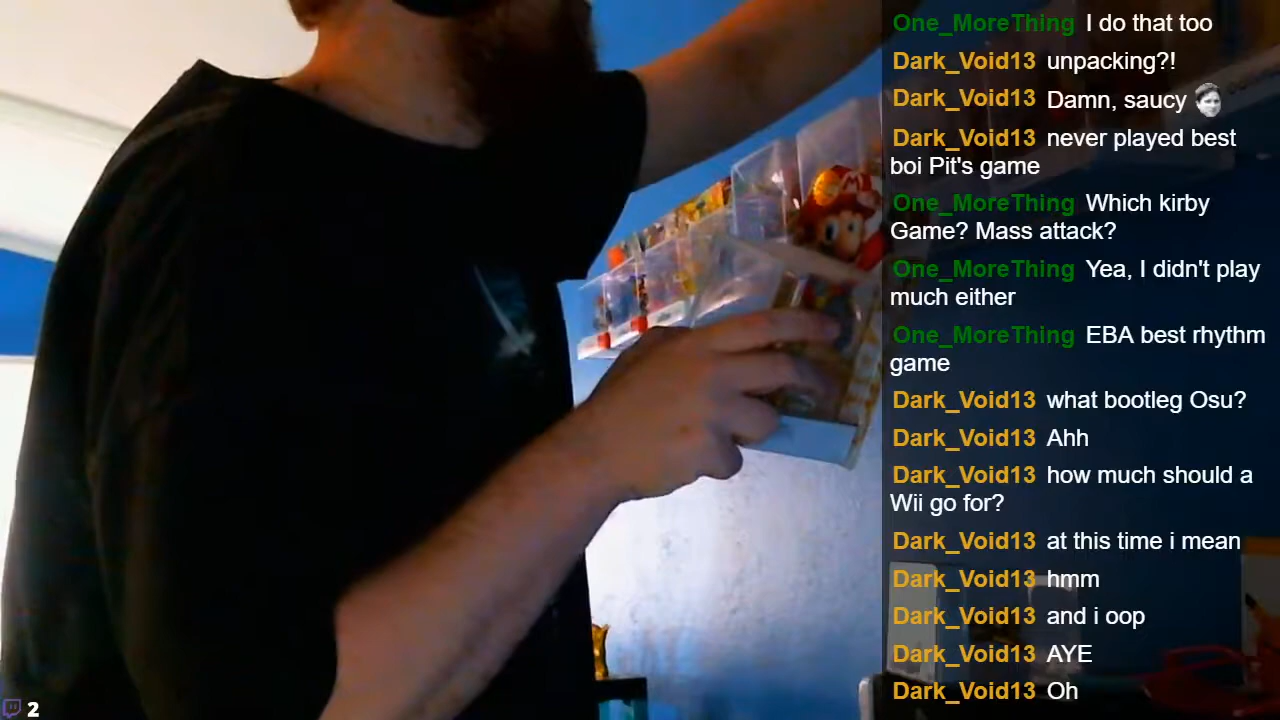 One_MoreThing I do that too
Dark_Void13 unpacking?!
Dark_Void13 Damn, saucy
Dark_Void13 never played best
boi Pit's game
One_MoreThing Which kirby
Game? Mass attack?
One_MoreThing Yea, I didn't play
much either
One_MoreThing EBA best rhythm
game
Dark_Void13 what bootleg Osu?
Dark_Void13 Ahh
Dark_Void13 how much should a
Wii go for?
Dark_Void13 at this time i mean
Dark_Void13 hmm
Dark_Void13 and i oop
Dark_Void13 AYE
Dark_Void13 Oh
2